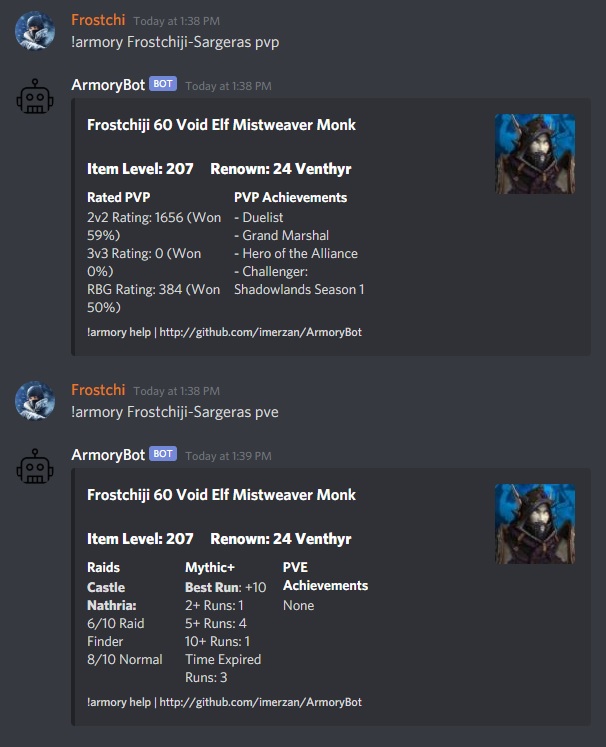 Frostchi Today at 1:38 PM
!armory Frostchiji-Sargeras pvp
ArmoryBot BOT Today at 1:38 PM
Frostchiji 60 Void Elf Mistweaver Monk
Item Level: 207 Renown: 24 Venthyr
Rated PVP
2v2 Rating: 1656 (Won
59%)
3v3 Rating: 0 (Won
0%)
RBG Rating: 384 (Won
50%)
PVP Achievements
- Duelist
- Grand Marshal
- Hero of the Alliance
- Challenger:
Shadowlands Season 1
!armory help | http://github.com/imerzan/ArmoryBot
Frostchi Today at 1:38 PM
!armory Frostchiji-Sargeras pve
ArmoryBot BOT Today at 1:39 PM
Frostchiji 60 Void Elf Mistweaver Monk
Item Level: 207 Renown: 24 Venthyr
Raids
Castle
Nathria:
6/10 Raid
Finder
8/10 Normal
Mythic+
Best Run: +10
2+ Runs: 1
5+ Runs: 4
10+ Runs: 1
Time Expired
Runs: 3
PVE
Achievements
None
!armory help | http://github.com/imerzan/ArmoryBot